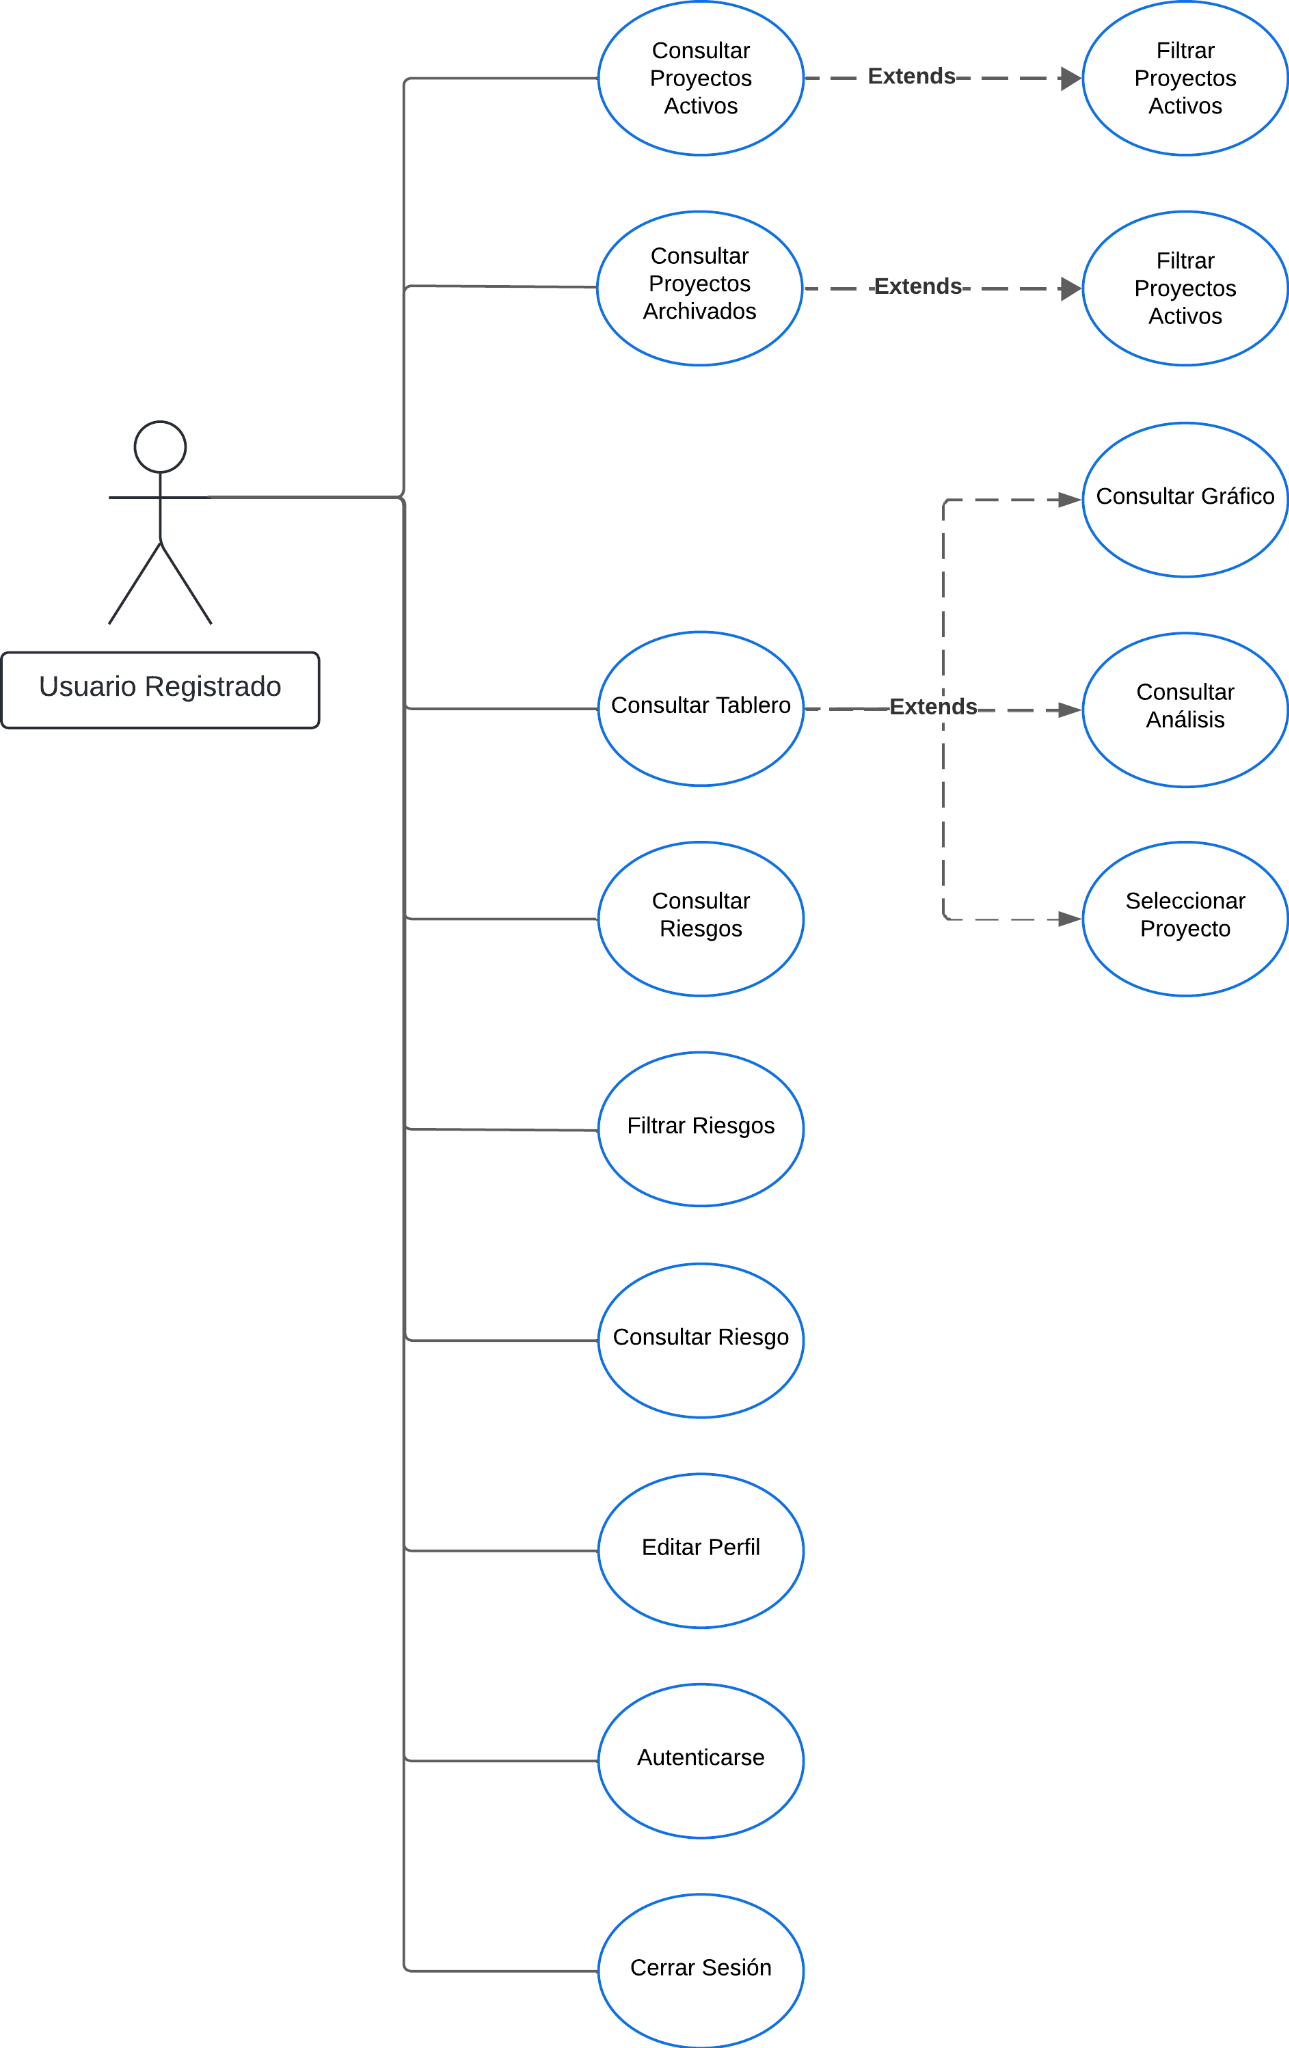 Consultar
Proyectos
Activos
Extends
Filtrar
Proyectos
Activos
Consultar
Proyectos
Archivados
Extends
Filtrar
Proyectos
Activos
Usuario Registrado
Consultar Gráfico
Consultar Tablero
Extends
Consultar
Análisis
Consultar
Riesgos
Seleccionar
Proyecto
Filtrar Riesgos
Consultar Riesgo
Editar Perfil
Autenticarse
Cerrar Sesión